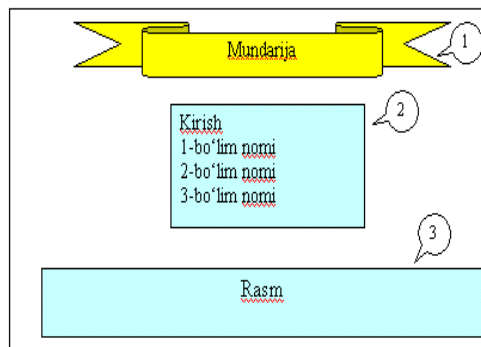 Mundarija
1
2
Kirish
1-bo‘lim nomi
2-bo‘lim nomi
3-bo‘lim nomi
3
Rasm